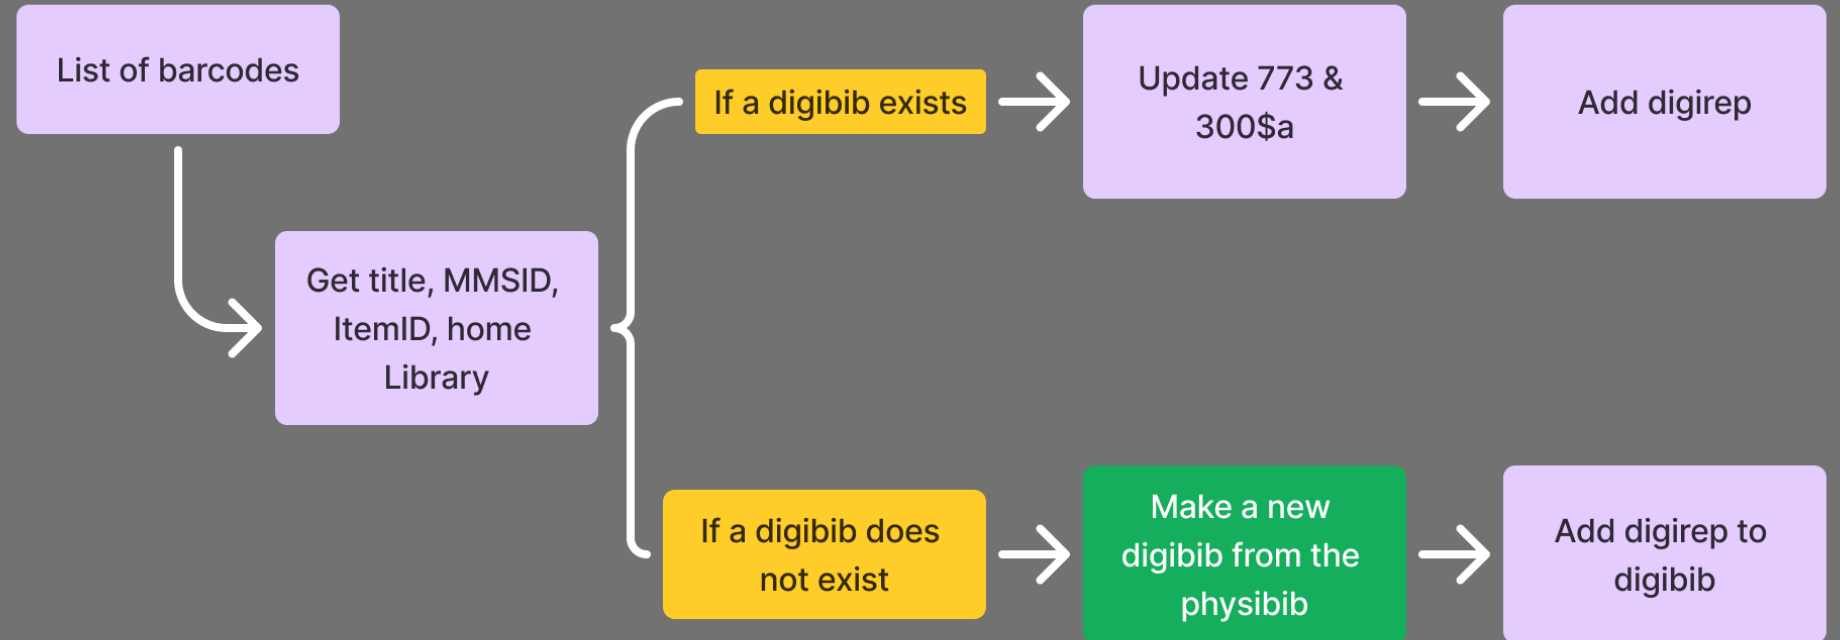 List of barcodes
Get title, MMSID,
ItemID, home
Library
If a digibib exists
Update 773 &
300$a
Add digirep
If a digibib does
not exist
Make a new
digibib from the
physibib
Add digirep to
digibib